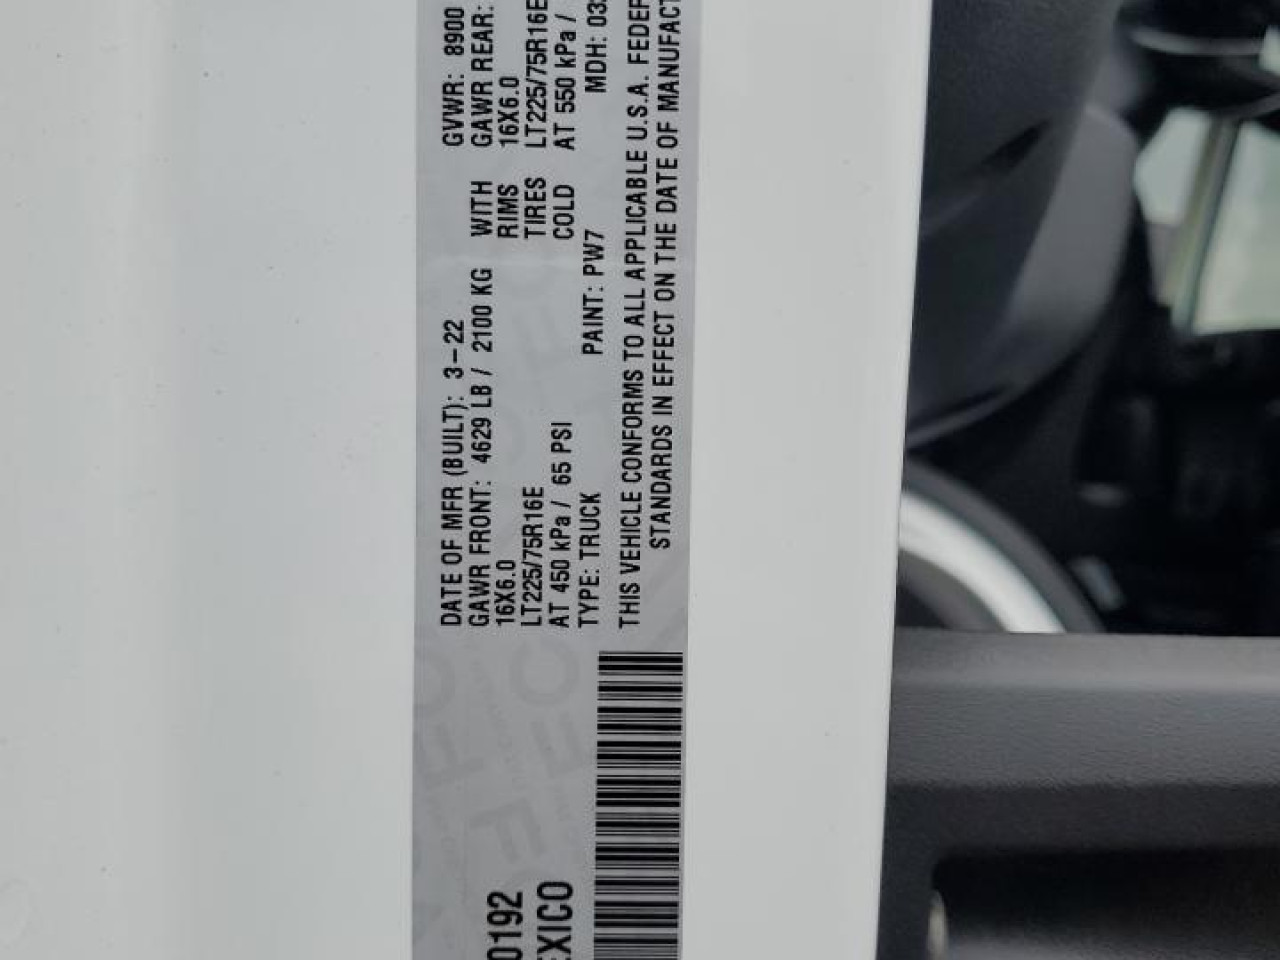 DATE OF MFR (BUILT): 3-22 GVWR: 8900
GAWR FRONT: 4629 LB / 2100 KG WITH GAWR REAR:
16X6.0 RIMS 16X6.0
LT225/75R16E TIRES LT225/75R16E
AT 450 kPa / 65 PSI COLD AT 550 kPa /
TYPE: TRUCK PAINT: PW7 MDH: 03
THIS VEHICLE CONFORMS TO ALL APPLICABLE U.S.A. FEDER
STANDARDS IN EFFECT ON THE DATE OF MANUFACT
0192
EXICO